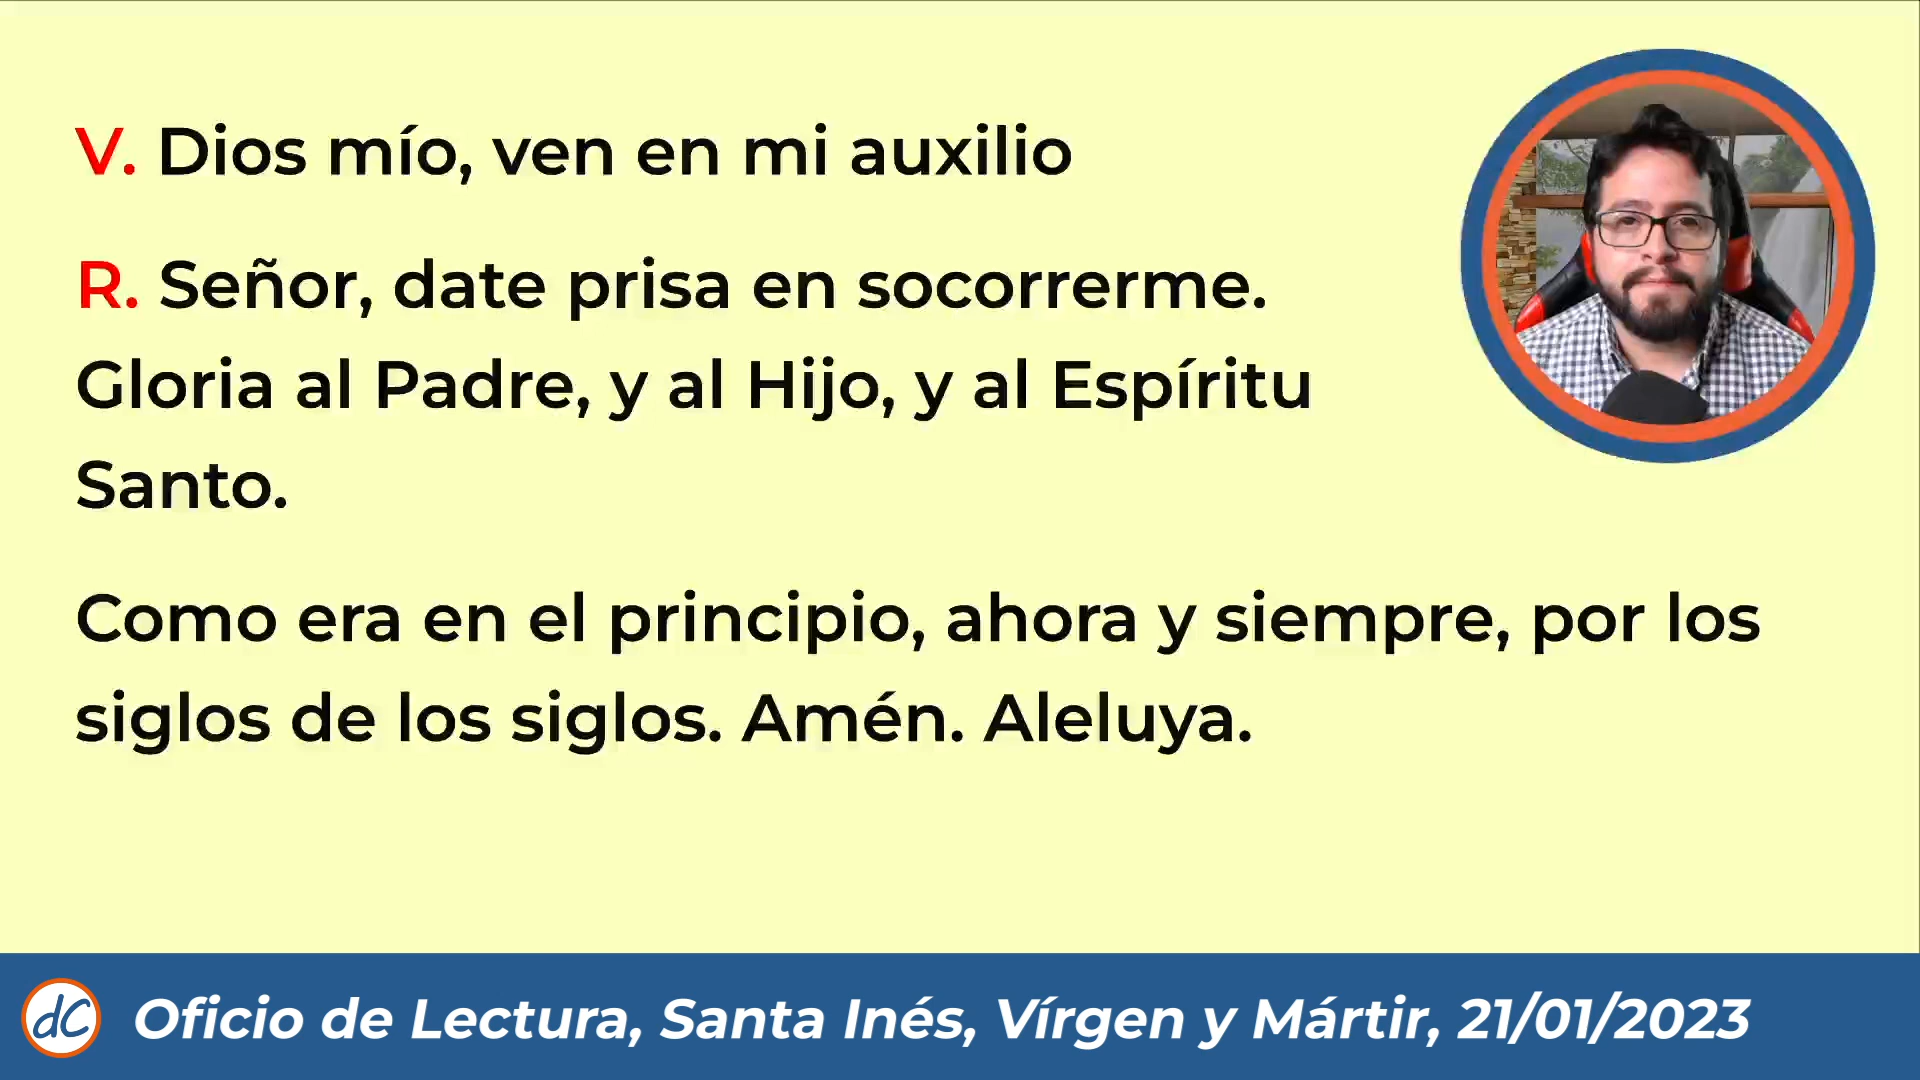 V. Dios mío, ven en mi auxilio
R. Señor, date prisa en socorrerme.
Gloria al Padre, y al Hijo, y al Espíritu
Santo.
Como era en el principio, ahora y siempre, por los
siglos de los siglos. Amén. Aleluya.
dC Oficio de Lectura, Santa Inés, Vírgen y Mártir, 21/01/2023